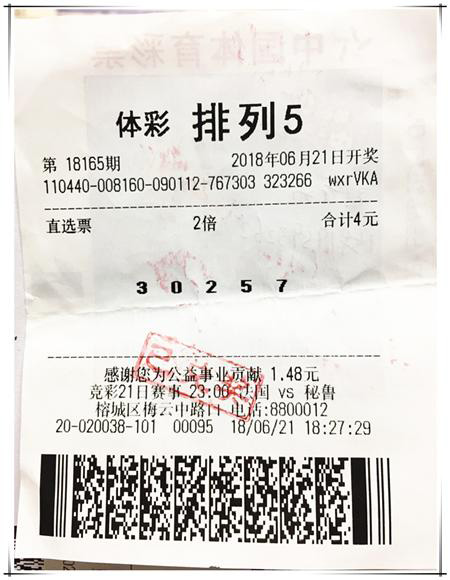 中国体育彩票
体彩 排列5
第 18165期 2018年06月21日开奖
110440-008160-090112-767303 323266 wxrVKA
直选票 2倍 合计4元
3 0 2 5 7
感谢您为公益事业贡献 1.48元
竞彩21日赛事 23:00 法国 vs 秘鲁
榕城区梅云中路 电话:8800012
20-020038-101 00095 18/06/21 18:27:29